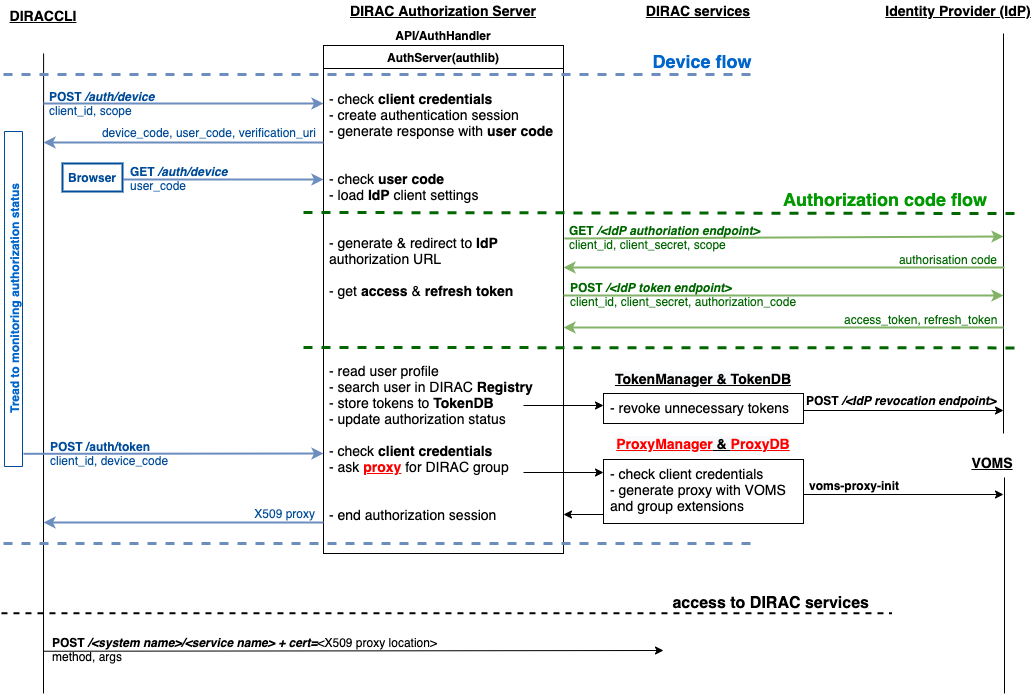 DIRACCLI
DIRAC Authorization Server
DIRAC services
Identity Provider (IdP)
API/AuthHandler
AuthServer(authlib)
Device flow
POST /auth/device
client_id, scope
- check client credentials
- create authentication session
- generate response with user code
device_code, user_code, verification_uri
Tread to monitoring authorization status
Browser
GET /auth/device
user_code
- check user code
- load IdP client settings
Authorization code flow
- generate & redirect to IdP
authorization URL
GET /<IdP authoriation endpoint>
client_id, client_secret, scope
authorisation code
- get access & refresh token
POST /<IdP token endpoint>
client_id, client_secret, authorization_code
access_token, refresh_token
- read user profile
- search user in DIRAC Registry
- store tokens to TokenDB
- update authorization status
TokenManager & TokenDB
- revoke unnecessary tokens
POST /<IdP revocation endpoint>
POST /auth/token
client_id, device_code
- check client credentials
- ask proxy for DIRAC group
ProxyManager & ProxyDB
- check client credentials
- generate proxy with VOMS
and group extensions
VOMS
voms-proxy-init
X509 proxy
- end authorization session
access to DIRAC services
POST /<system name>/<service name> + cert=<X509 proxy location>
method, args